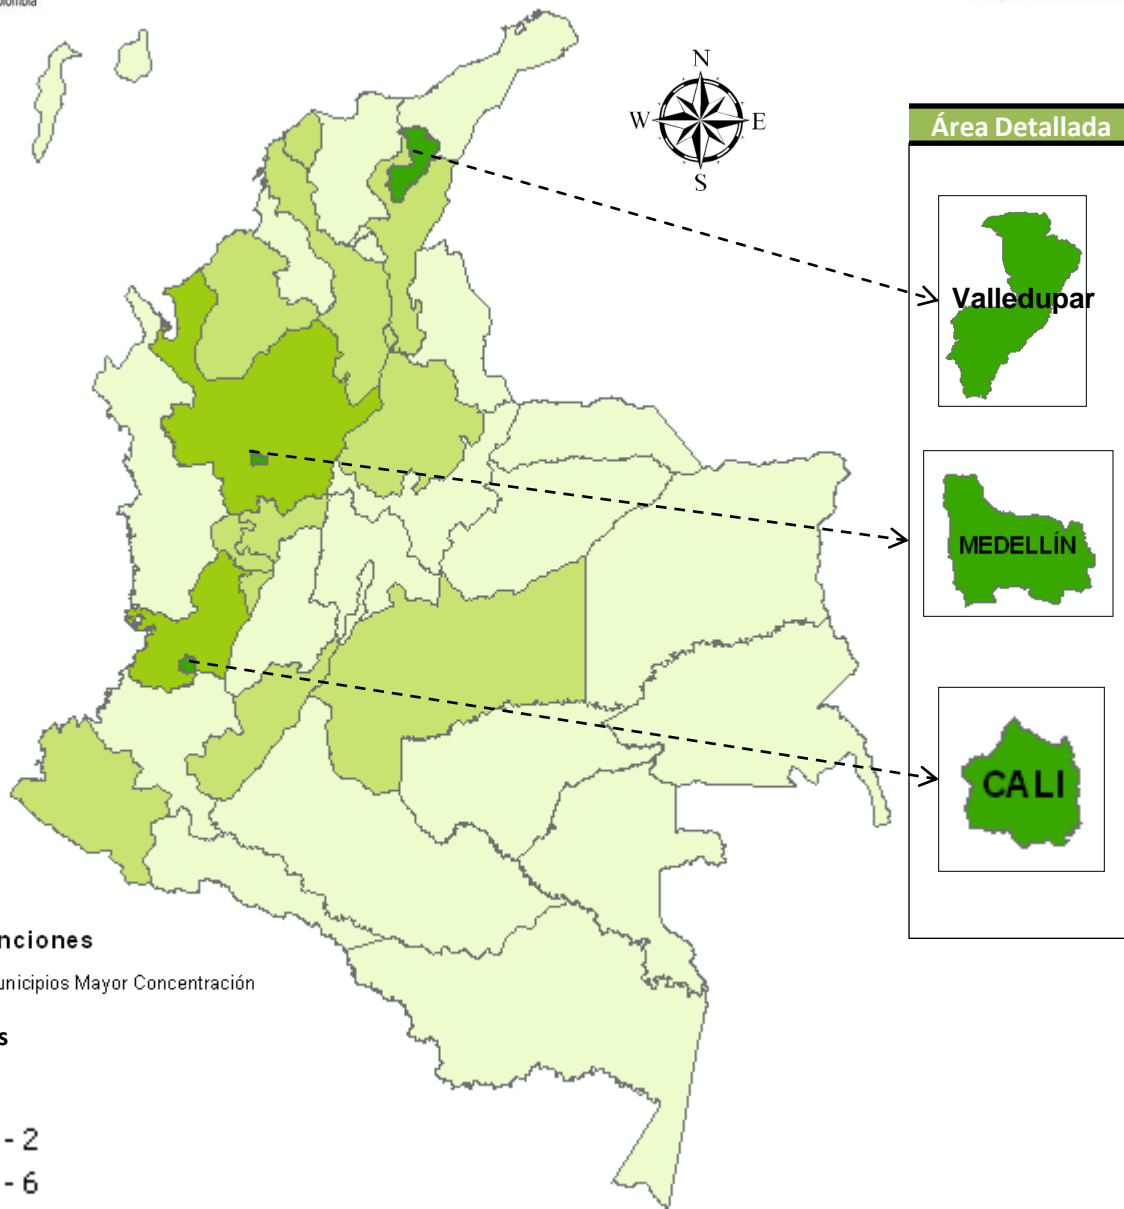 N
W
E
S
Área Detallada
Valledupar
MEDELLÍN
CALI
nciones
unicipios Mayor Concentración
s
- 2
- 6